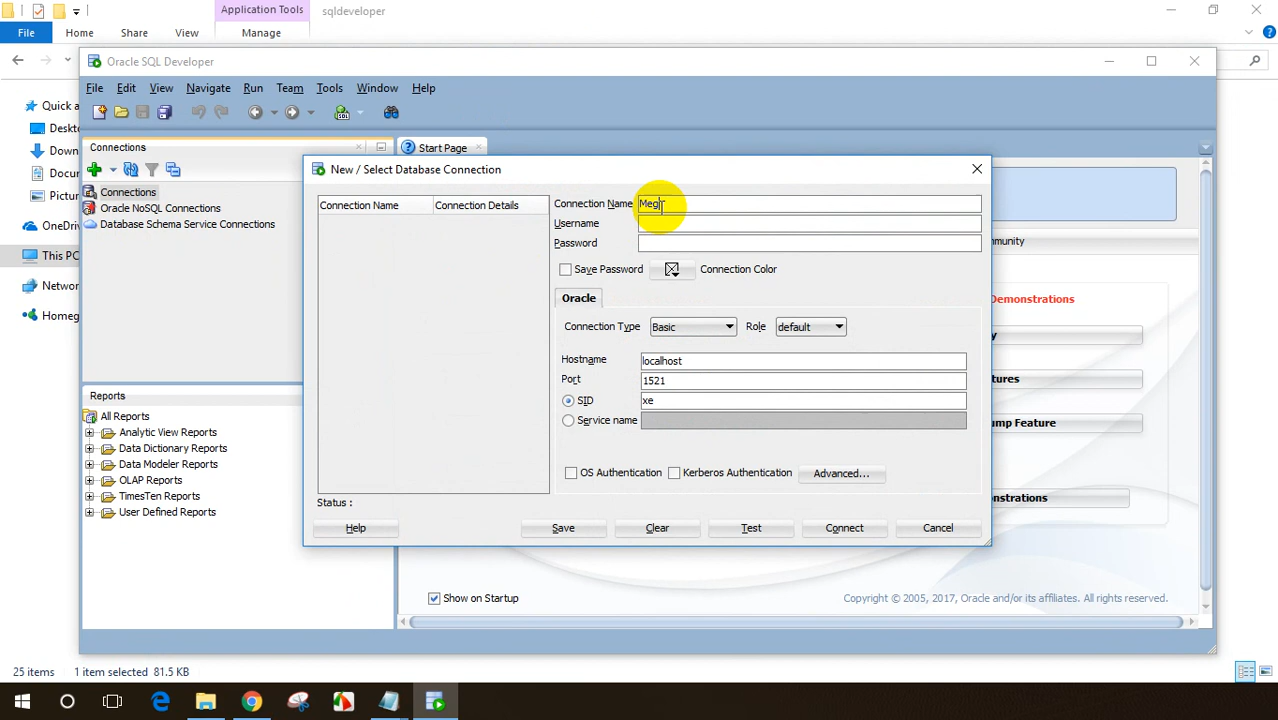 Application Tools
sqldeveloper
File
Home
Share
View
Manage
Quick a
Deskt
Down
Docu
Pictur
OneDriv
This PC
Networ
Homeg
Oracle SQL Developer
File Edit View Navigate Run Team Tools Window Help
Connections
Start Page
Connections
Oracle NoSQL Connections
Database Schema Service Connections
Reports
All Reports
Analytic View Reports
Data Dictionary Reports
Data Modeler Reports
OLAP Reports
TimesTen Reports
User Defined Reports
New / Select Database Connection
Connection Name
Connection Details
Connection Name Meg
Username
Password
Save Password
Connection Color
Oracle
Connection Type Basic Role default
Hostname localhost
Port 1521
SID xe
Service name
OS Authentication
Kerberos Authentication
Advanced...
Status :
Help
Save
Clear
Test
Connect
Cancel
mmunity
Demonstrations
y
tures
ump Feature
onstrations
Show on Startup
Copyright © 2005, 2017, Oracle and/or its affiliates. All rights reserved.
25 items
1 item selected 81.5 KB